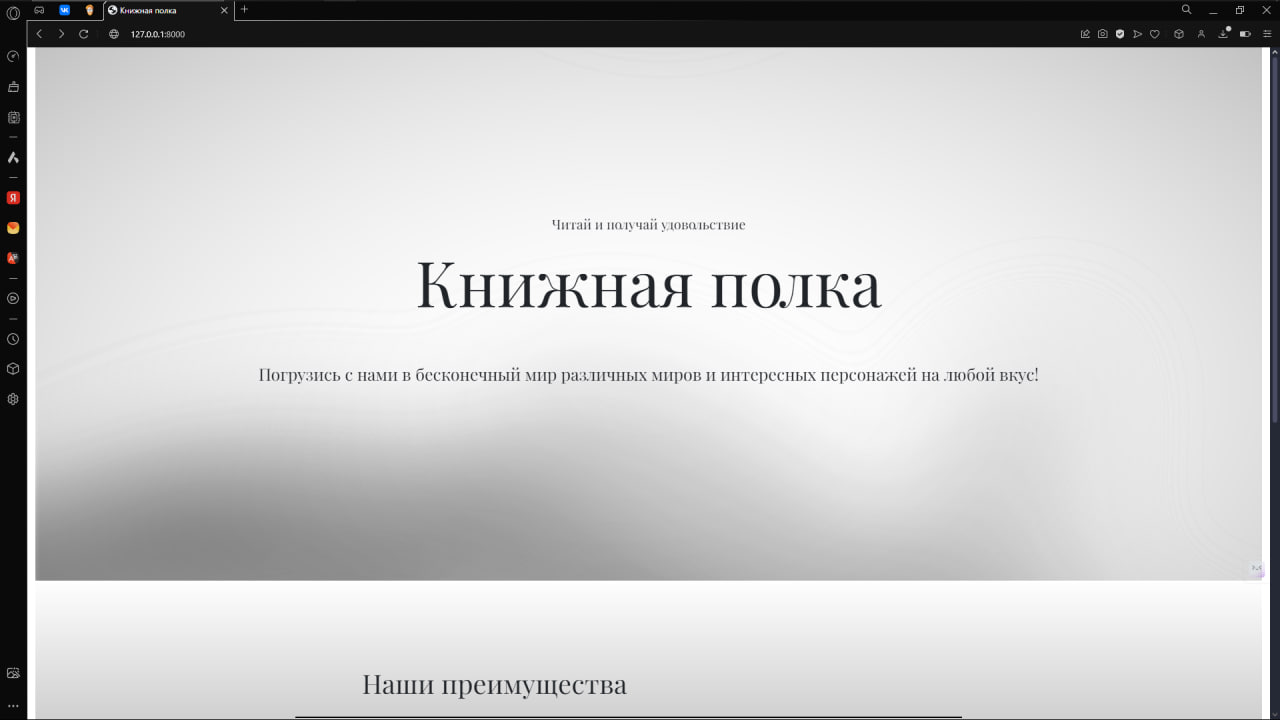 Книжная полка
127.0.0.1:8000
Читай и получай удовольствие
Книжная полка
Погрузись с нами в бесконечный мир различных миров и интересных персонажей на любой вкус!
Наши преимущества